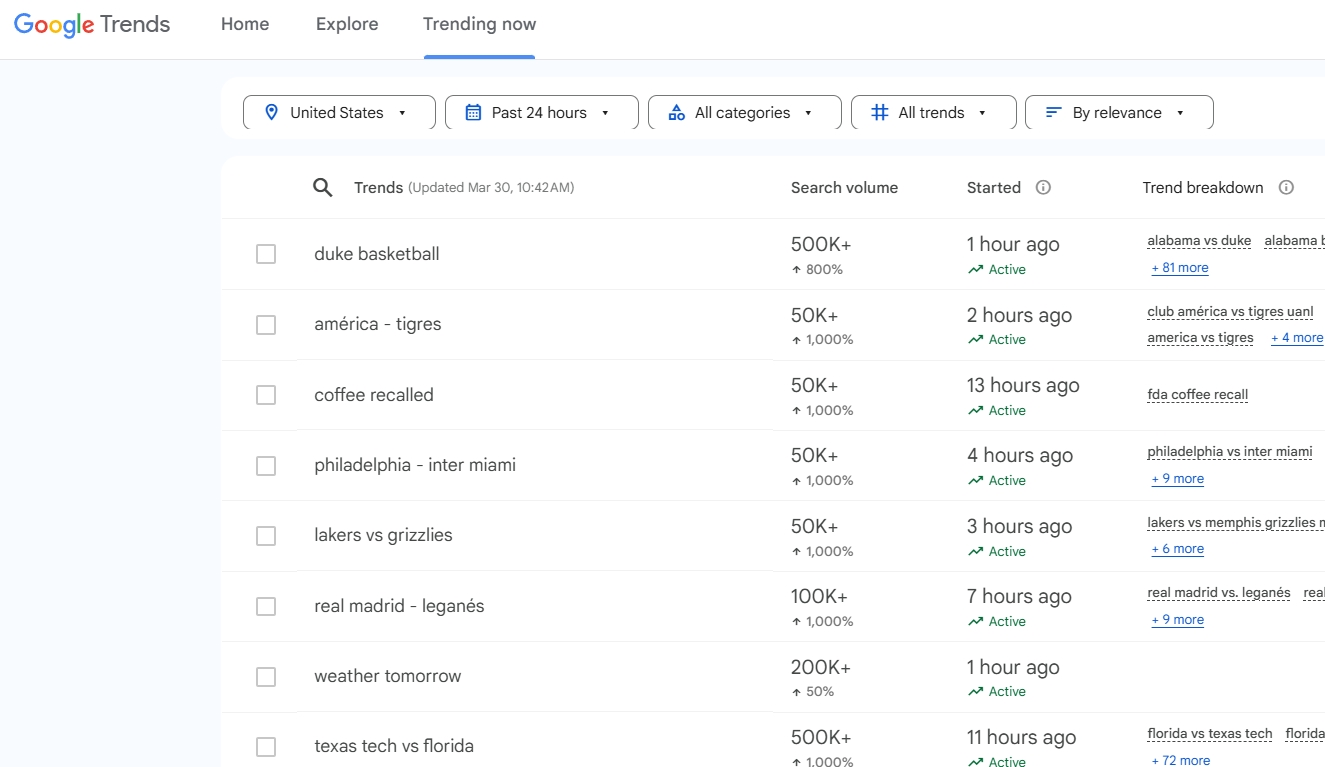 Google Trends Home Explore Trending now
United States Past 24 hours All categories All trends By relevance
Trends (Updated Mar 30, 10:42AM) Search volume Started Trend breakdown
duke basketball 500K+ 1 hour ago alabama vs duke alabama b
800% Active + 81 more
américa - tigres 50K+ 2 hours ago club américa vs tigres uanl
1,000% Active america vs tigres + 4 more
coffee recalled 50K+ 13 hours ago fda coffee recall
1,000% Active
philadelphia - inter miami 50K+ 4 hours ago philadelphia vs inter miami
1,000% Active + 9 more
lakers vs grizzlies 50K+ 3 hours ago lakers vs memphis grizzlies m
1,000% Active + 6 more
real madrid - leganés 100K+ 7 hours ago real madrid vs. leganés real
1,000% Active + 9 more
weather tomorrow 200K+ 1 hour ago
50% Active
texas tech vs florida 500K+ 11 hours ago florida vs texas tech florida
1,000% Active + 72 more